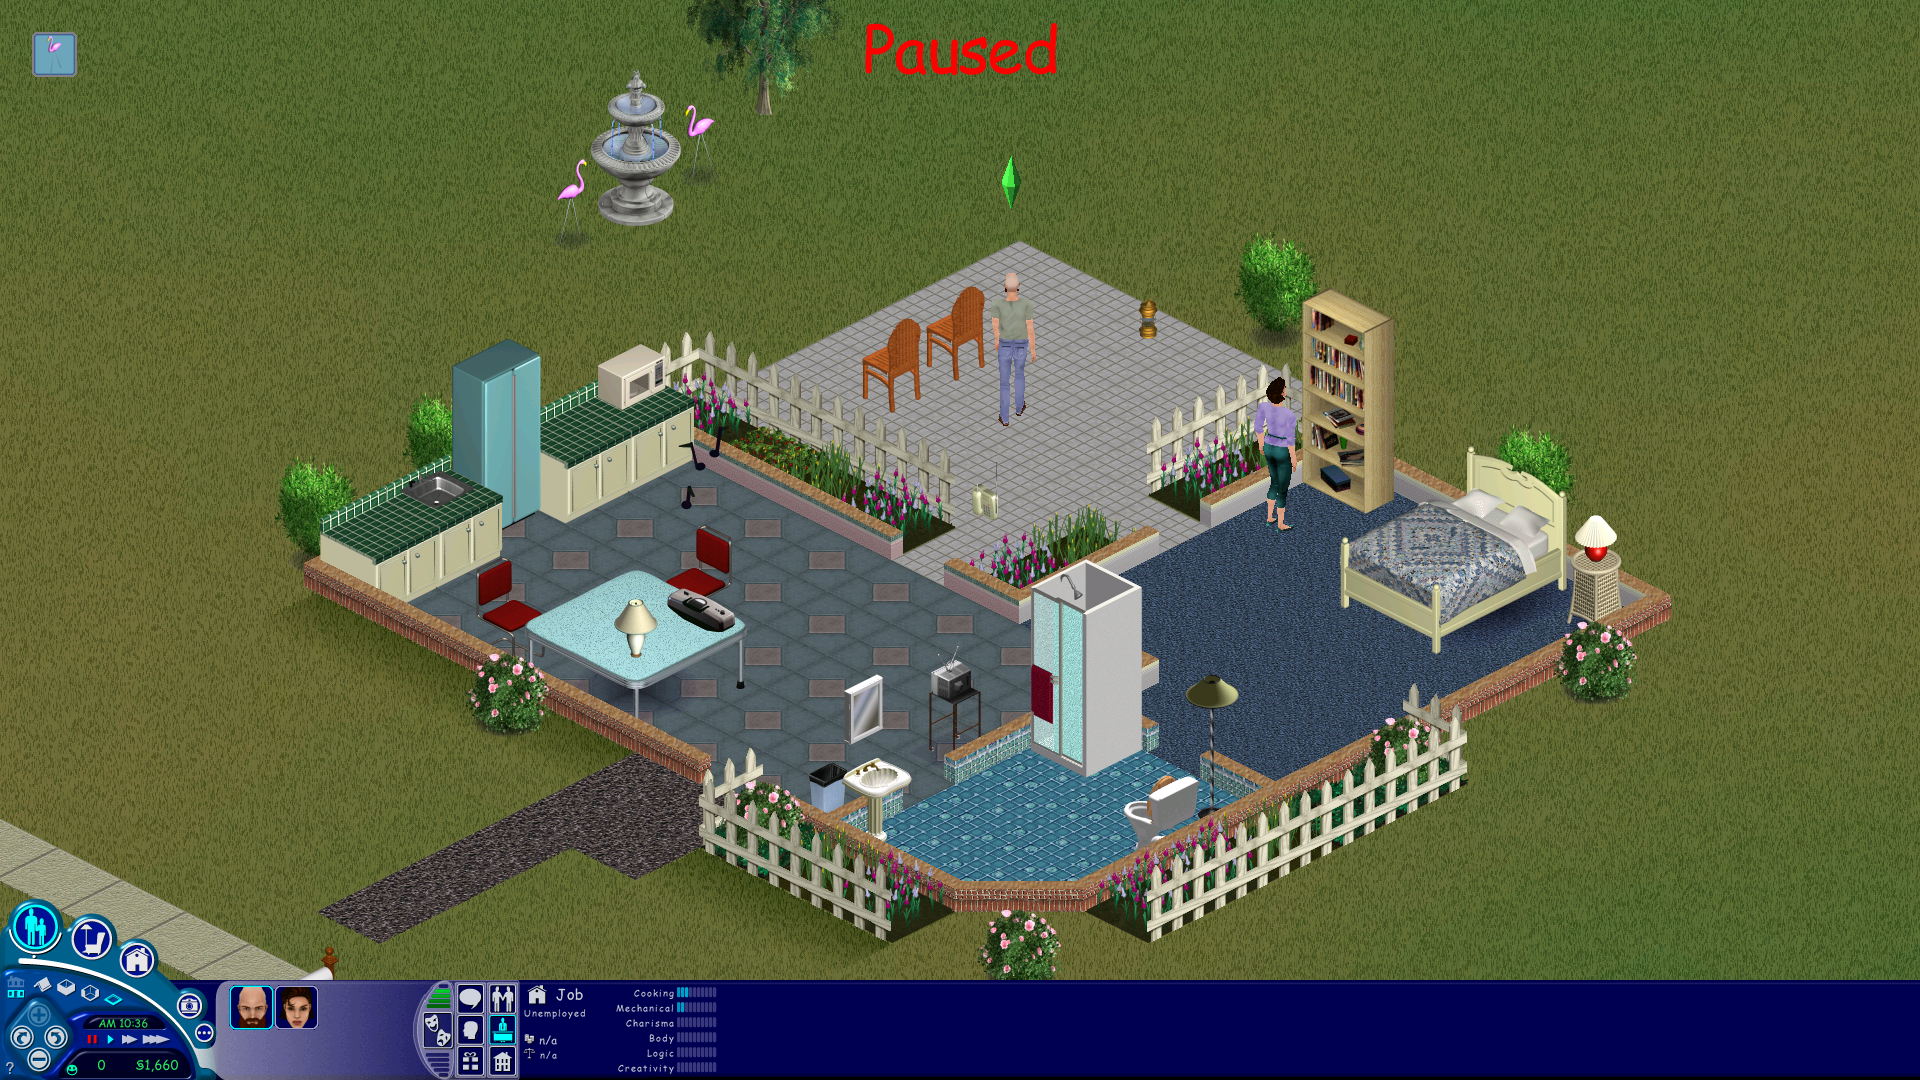 Paused
Job
Unemployed
n/a
n/a
Cooking
Mechanical
Charisma
Body
Logic
Creativity
AM 10:36
0 §1,660
?